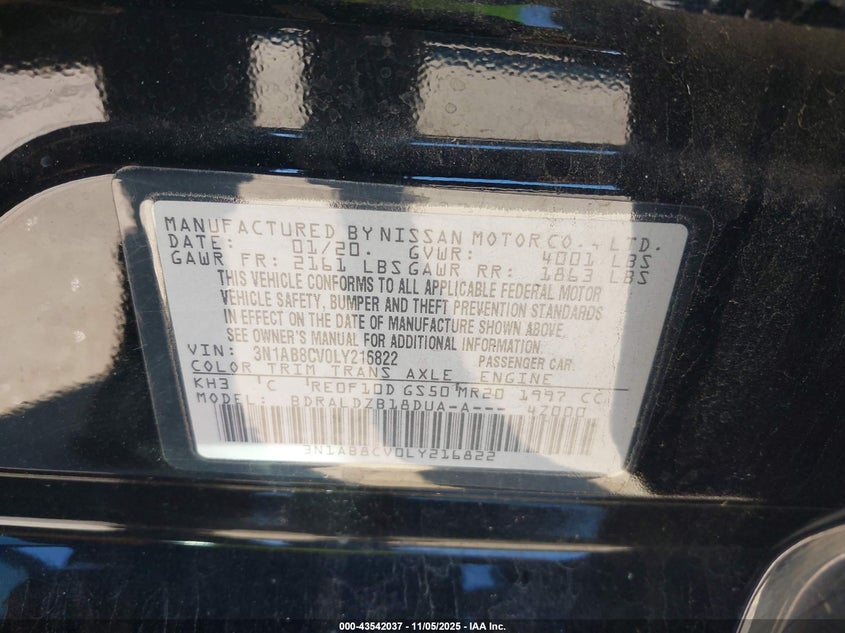 MANUFACTURED BY NISSAN MOTOR CO., LTD.
DATE: 01/20. GVWR: 4001 LBS
GAWR FR: 2161 LBS GAWR RR: 1863 LBS
THIS VEHICLE CONFORMS TO ALL APPLICABLE FEDERAL MOTOR
VEHICLE SAFETY, BUMPER AND THEFT PREVENTION STANDARDS
IN EFFECT ON THE DATE OF MANUFACTURE SHOWN ABOVE.
SEE OWNER'S MANUAL FOR ADDITIONAL INFORMATION.
VIN: 3N1AB8CV0LY216822 PASSENGER CAR
COLOR TRIM TRANS AXLE ENGINE
KH3 C RE0F10D GS50 MR20 1997 CC
MODEL: BDRALDZB18DUA-A--- 4Z000
3N1AB8CV0LY216822
000-43542037 - 11/05/2025 - IAA Inc.